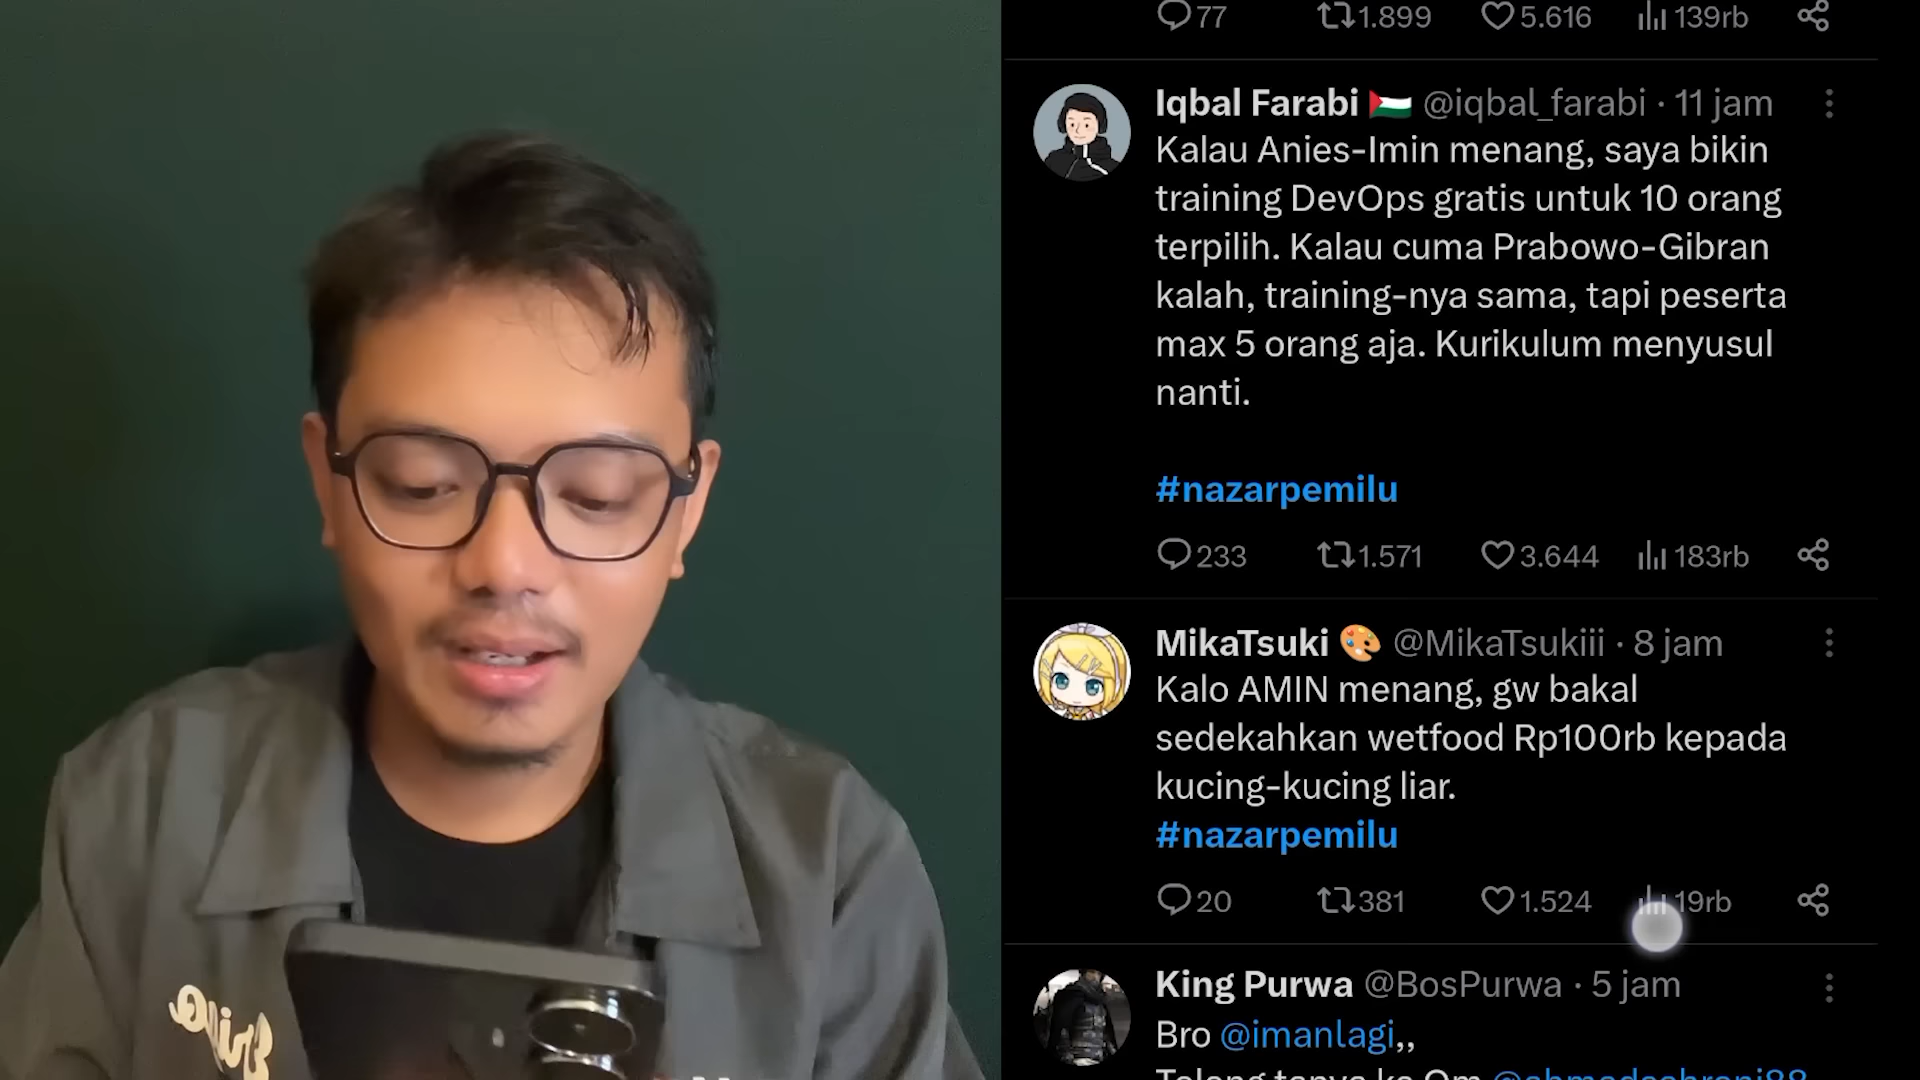 77 1.899 5.616 139rb
Iqbal Farabi 🇵🇸 @iqbal_farabi · 11 jam
Kalau Anies-Imin menang, saya bikin
training DevOps gratis untuk 10 orang
terpilih. Kalau cuma Prabowo-Gibran
kalah, training-nya sama, tapi peserta
max 5 orang aja. Kurikulum menyusul
nanti.
#nazarpemilu
233 1.571 3.644 183rb
MikaTsuki 🎨 @MikaTsukiii · 8 jam
Kalo AMIN menang, gw bakal
sedekahkan wetfood Rp100rb kepada
kucing-kucing liar.
#nazarpemilu
20 381 1.524 19rb
King Purwa @BosPurwa · 5 jam
Bro @imanlagi,,